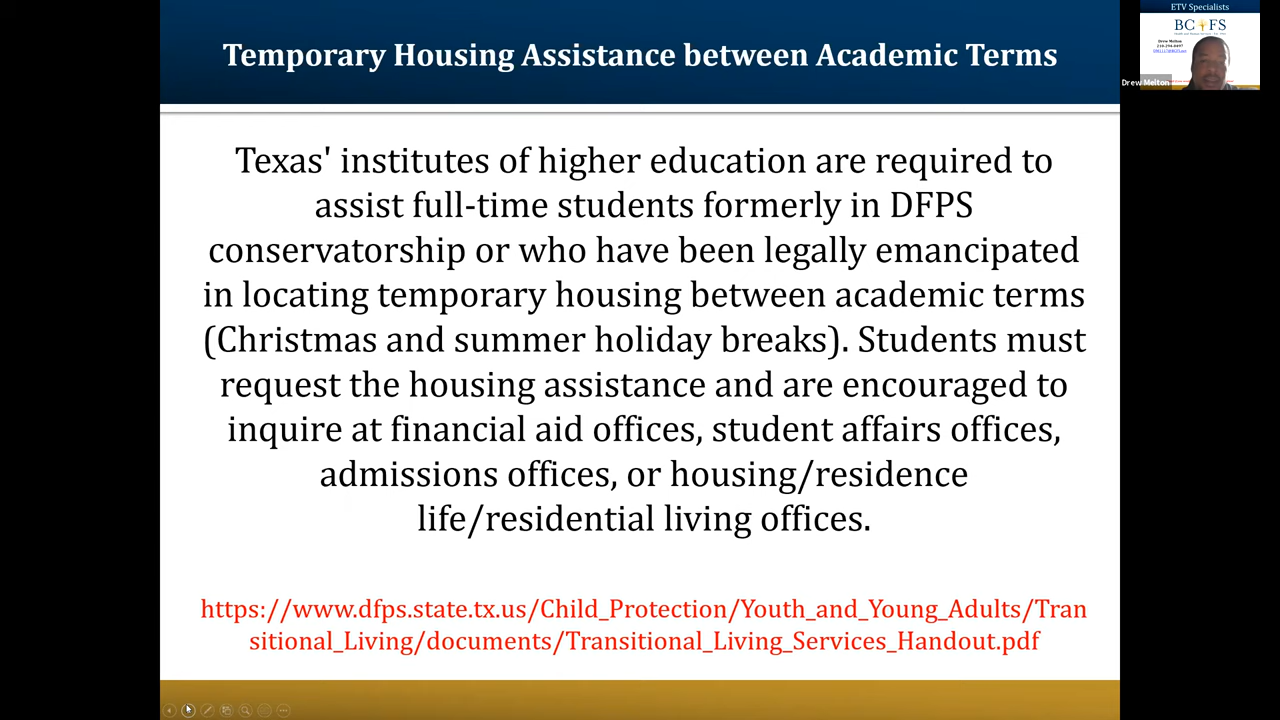 Temporary Housing Assistance between Academic Terms
Texas' institutes of higher education are required to
assist full-time students formerly in DFPS
conservatorship or who have been legally emancipated
in locating temporary housing between academic terms
(Christmas and summer holiday breaks). Students must
request the housing assistance and are encouraged to
inquire at financial aid offices, student affairs offices,
admissions offices, or housing/residence
life/residential living offices.
https://www.dfps.state.tx.us/Child_Protection/Youth_and_Young_Adults/Tran
sitional_Living/documents/Transitional_Living_Services_Handout.pdf
ETV Specialists
BCFS
Drew Melton
Drew Melton